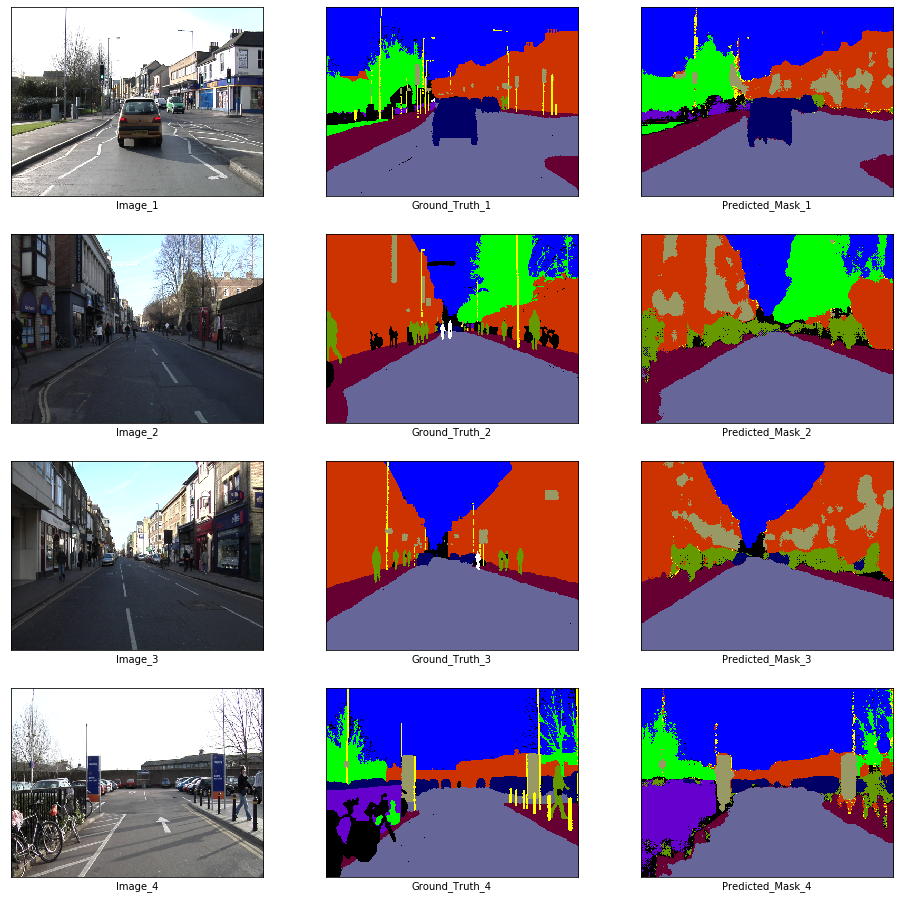 Image_1 Ground_Truth_1 Predicted_Mask_1
Image_2 Ground_Truth_2 Predicted_Mask_2
Image_3 Ground_Truth_3 Predicted_Mask_3
Image_4 Ground_Truth_4 Predicted_Mask_4